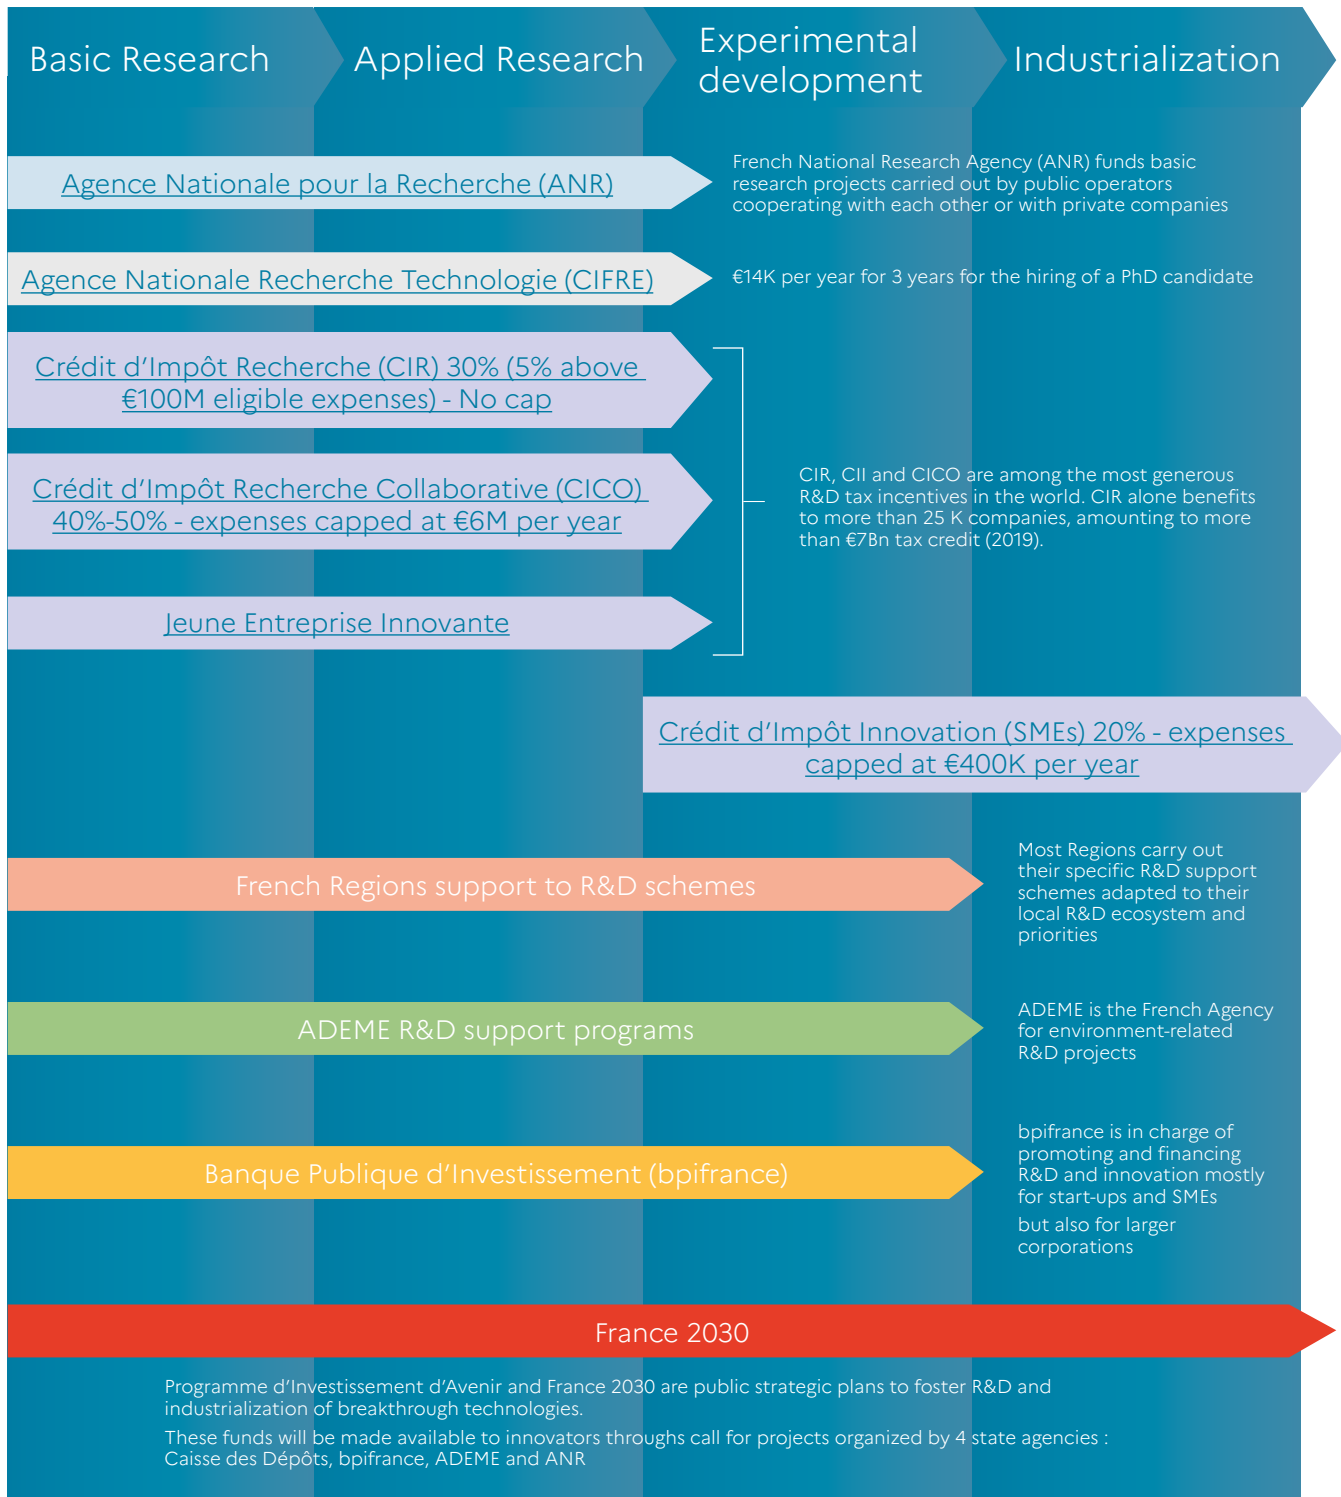 Basic Research
Applied Research
Experimental
development
Industrialization
Agence Nationale pour la Recherche (ANR)
French National Research Agency (ANR) funds basic
research projects carried out by public operators
cooperating with each other or with private companies
Agence Nationale Recherche Technologie (CIFRE)
€14K per year for 3 years for the hiring of a PhD candidate
Crédit d'Impôt Recherche (CIR) 30% (5% above
€100M eligible expenses) - No cap
Crédit d'Impôt Recherche Collaborative (CICO)
40%-50% - expenses capped at €6M per year
CIR, CII and CICO are among the most generous
R&D tax incentives in the world. CIR alone benefits
to more than 25 K companies, amounting to more
than €7Bn tax credit (2019).
Jeune Entreprise Innovante
Crédit d'Impôt Innovation (SMEs) 20% - expenses
capped at €400K per year
French Regions support to R&D schemes
Most Regions carry out
their specific R&D support
schemes adapted to their
local R&D ecosystem and
priorities
ADEME R&D support programs
ADEME is the French Agency
for environment-related
R&D projects
Banque Publique d'Investissement (bpifrance)
bpifrance is in charge of
promoting and financing
R&D and innovation mostly
for start-ups and SMEs
but also for larger
corporations
France 2030
Programme d'Investissement d'Avenir and France 2030 are public strategic plans to foster R&D and
industrialization of breakthrough technologies.
These funds will be made available to innovators throughs call for projects organized by 4 state agencies :
Caisse des Dépôts, bpifrance, ADEME and ANR